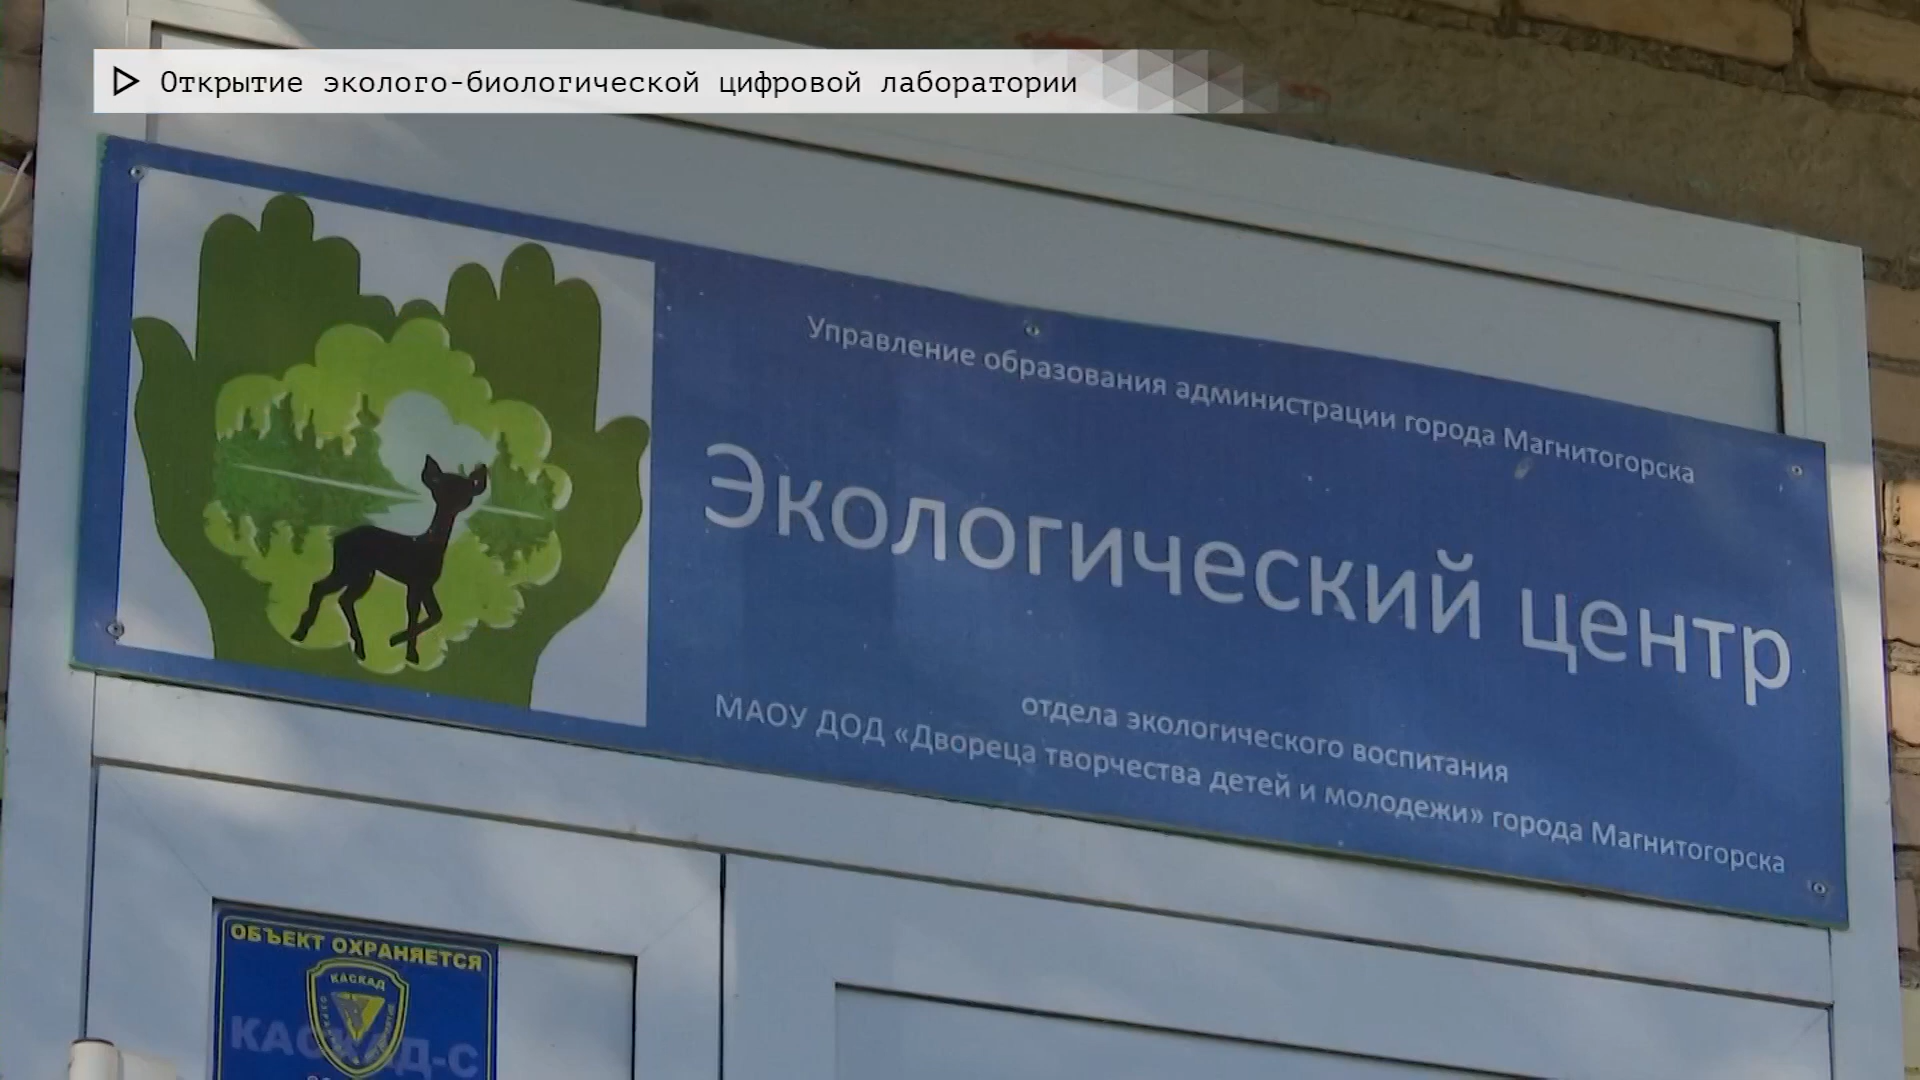 Открытие эколого-биологической цифровой лаборатории
Управление образования администрации города Магнитогорска
Экологический центр
отдела экологического воспитания
МАОУ ДОД «Двореца творчества детей и молодежи» города Магнитогорска
ОБЪЕКТ ОХРАНЯЕТСЯ
КАСКАД
КАСКАД-С